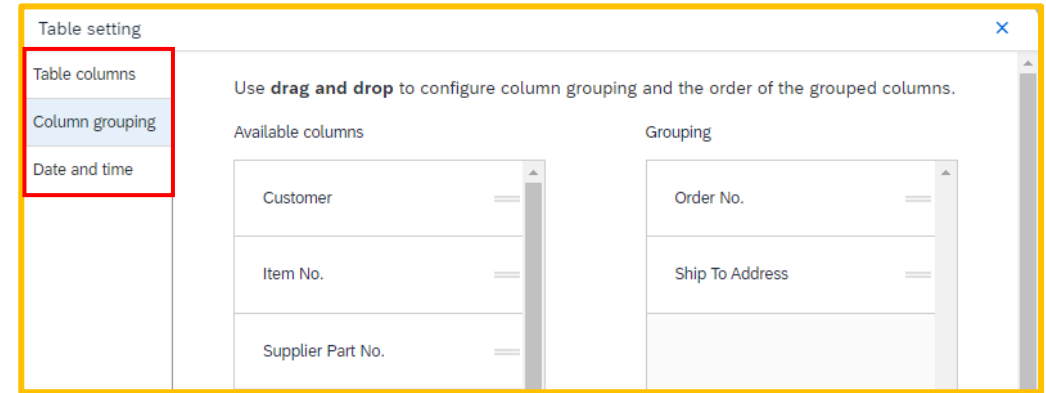 Table setting
Table columns
Column grouping
Date and time
Use drag and drop to configure column grouping and the order of the grouped columns.
Available columns
Customer
Item No.
Supplier Part No.
Grouping
Order No.
Ship To Address